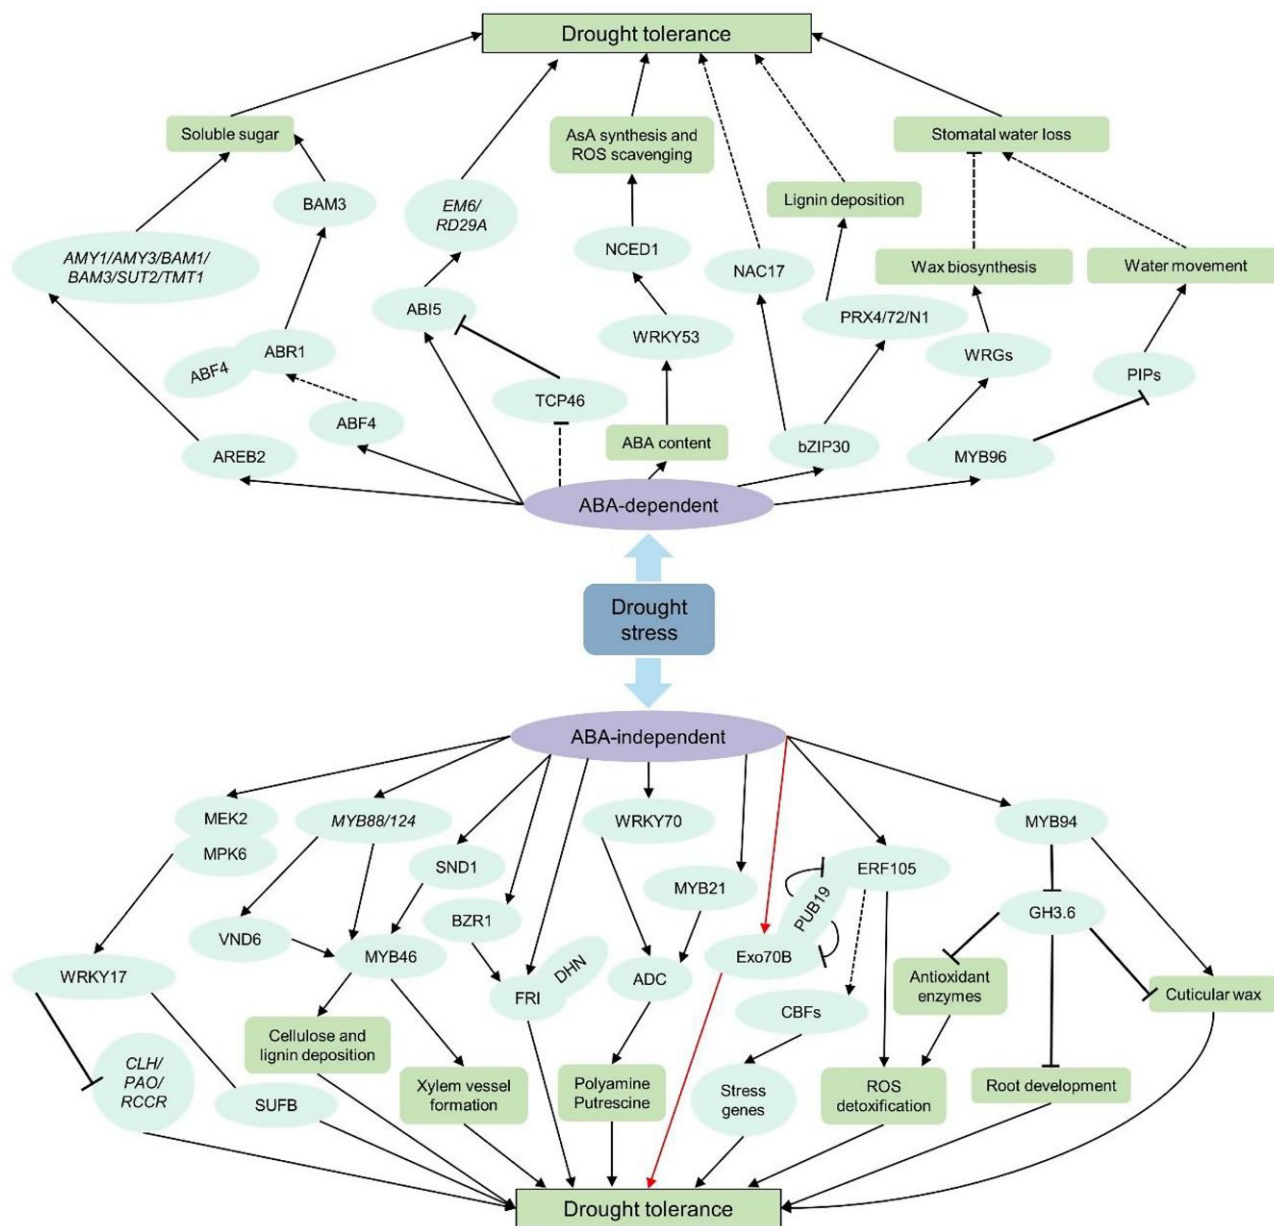 Drought tolerance
Soluble sugar
AsA synthesis and
ROS scavenging
Stomatal water loss
BAM3
EM6/
RD29A
Lignin deposition
AMY1/AMY3/BAM1/
BAM3/SUT2/TMT1
NCED1
NAC17
Wax biosynthesis
Water movement
ABI5
PRX4/72/N1
ABF4
ABR1
WRKY53
WRGs
PIPs
TCP46
ABF4
AREB2
ABA content
bZIP30
MYB96
ABA-dependent
Drought
stress
ABA-independent
MEK2
MPK6
MYB88/124
WRKY70
MYB94
SND1
MYB21
PUB19
ERF105
VND6
BZR1
GH3.6
MYB46
Exo70B
WRKY17
FRI
DHN
ADC
Antioxidant
enzymes
Cuticular wax
CBFs
Cellulose and
lignin deposition
CLH/
PAO/
RCCR
SUFB
Xylem vessel
formation
Polyamine
Putrescine
Stress
genes
ROS
detoxification
Root development
Drought tolerance